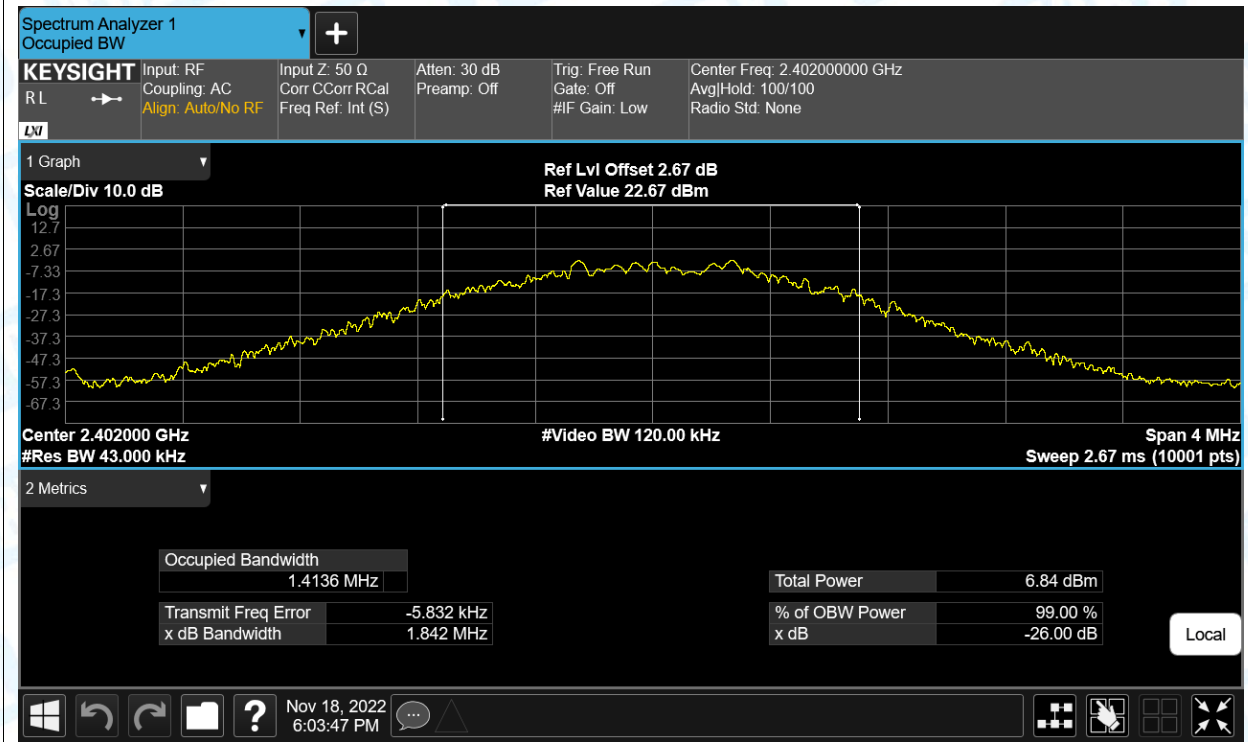 Spectrum Analyzer 1
Occupied BW
KEYSIGHT
R L
LXI
Input: RF
Coupling: AC
Align: Auto/No RF
Input Z: 50 Ω
Corr CCorr RCal
Freq Ref: Int (S)
Atten: 30 dB
Preamp: Off
Trig: Free Run
Gate: Off
#IF Gain: Low
Center Freq: 2.402000000 GHz
Avg|Hold: 100/100
Radio Std: None
1 Graph
Scale/Div 10.0 dB
Ref Lvl Offset 2.67 dB
Ref Value 22.67 dBm
Log
12.7
2.67
-7.33
-17.3
-27.3
-37.3
-47.3
-57.3
-67.3
Center 2.402000 GHz
#Res BW 43.000 kHz
#Video BW 120.00 kHz
Span 4 MHz
Sweep 2.67 ms (10001 pts)
2 Metrics
Occupied Bandwidth
1.4136 MHz
Transmit Freq Error -5.832 kHz
x dB Bandwidth 1.842 MHz
Total Power 6.84 dBm
% of OBW Power 99.00 %
x dB -26.00 dB
Local
?
Nov 18, 2022
6:03:47 PM